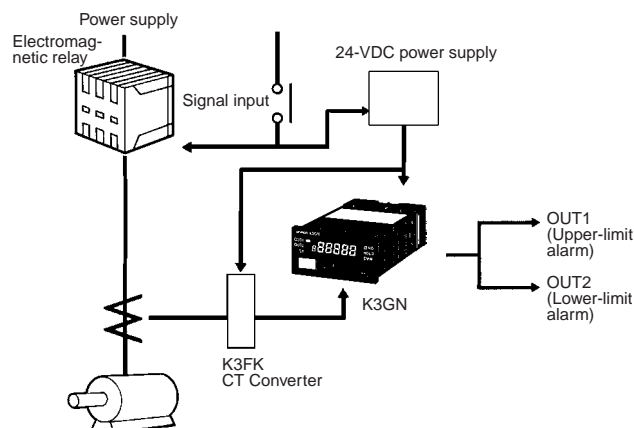 Power supply
Electromag-
netic relay
Signal input
24-VDC power supply
OUT1
(Upper-limit
alarm)
OUT2
(Lower-limit
alarm)
K3GN
K3FK
CT Converter